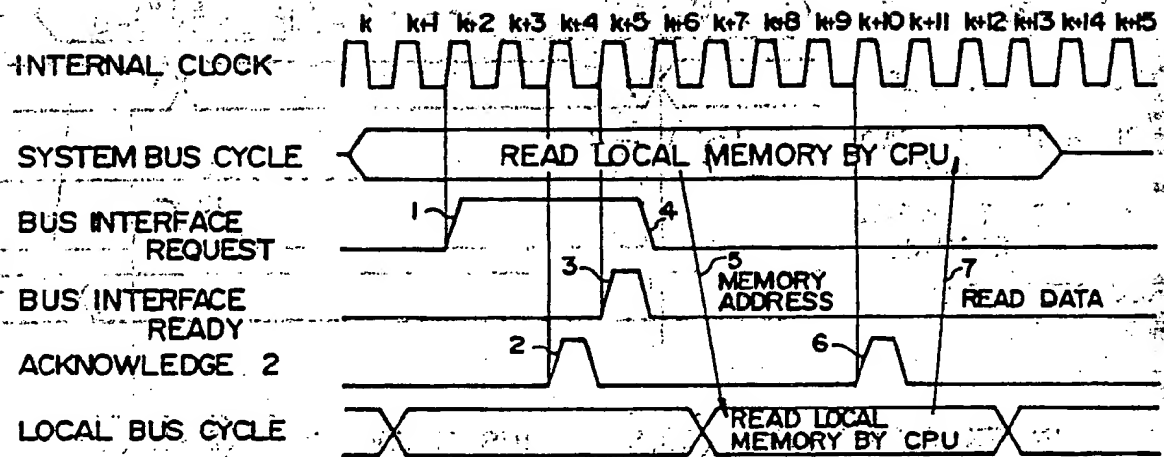 k k+1 k+2 k+3 k+4 k+5 k+6 k+7 k+8 k+9 k+10 k+11 k+12 k+13 k+14 k+15
INTERNAL CLOCK
SYSTEM BUS CYCLE READ LOCAL MEMORY BY CPU
BUS INTERFACE
REQUEST
1 4
BUS INTERFACE
READY
3 5 MEMORY
ADDRESS
7 READ DATA
ACKNOWLEDGE 2 2 6
LOCAL BUS CYCLE READ LOCAL
MEMORY BY CPU